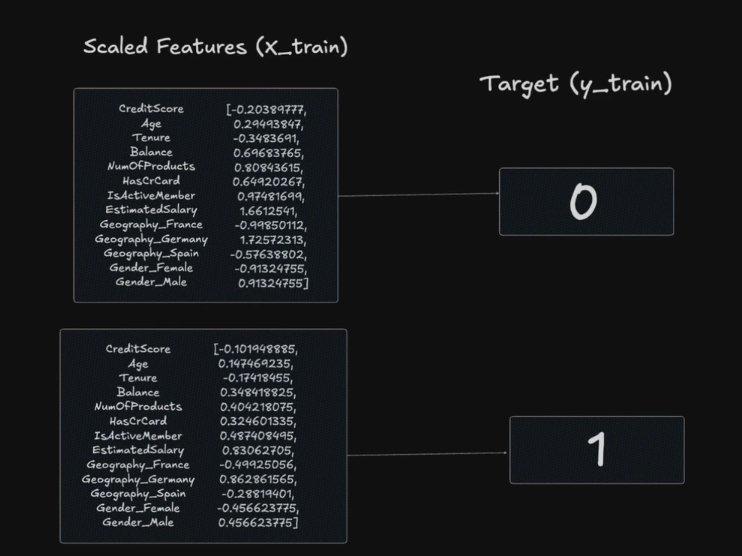 Scaled Features (X_train)
Target (y_train)
CreditScore [-0.20389777,
Age 0.29493847,
Tenure -0.3483691,
Balance 0.69683765,
NumOfProducts 0.80843615,
HasCrCard 0.64920267,
IsActiveMember 0.97481699,
EstimatedSalary 1.6612541,
Geography_France -0.99850112,
Geography_Germany 1.72572313,
Geography_Spain -0.57638802,
Gender_Female -0.91324755,
Gender_Male 0.91324755]
0
CreditScore [-0.101948885,
Age 0.147469235,
Tenure -0.17418455,
Balance 0.348418825,
NumOfProducts 0.404218075,
HasCrCard 0.324601335,
IsActiveMember 0.487408495,
EstimatedSalary 0.83062705,
Geography_France -0.49925056,
Geography_Germany 0.862861565,
Geography_Spain -0.28819401,
Gender_Female -0.456623775,
Gender_Male 0.456623775]
1